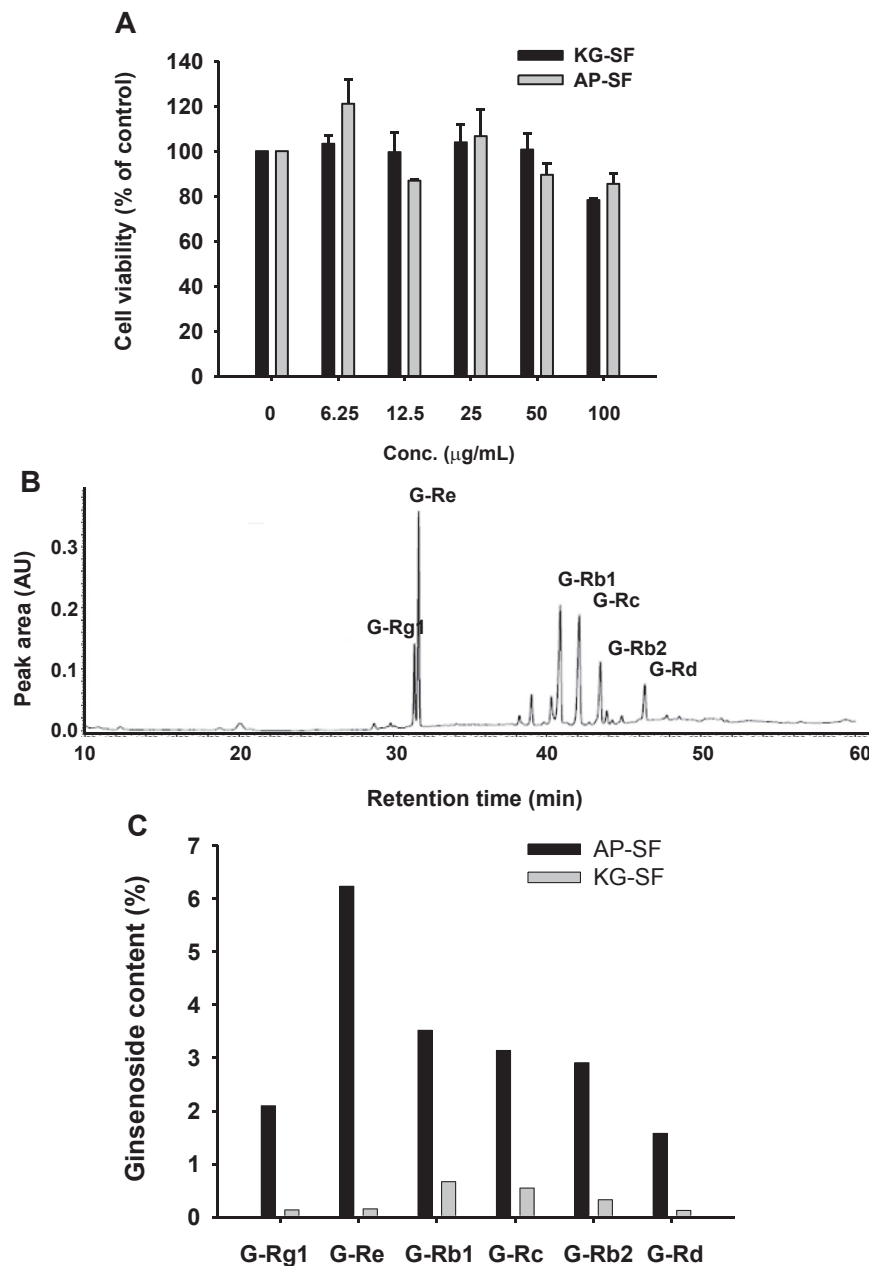 A
KG-SF
AP-SF
Cell viability (% of control)
140
120
100
80
60
40
20
0
0 6.25 12.5 25 50 100
Conc. (μg/mL)
B
G-Re
G-Rb1
G-Rc
G-Rg1
G-Rb2
G-Rd
Peak area (AU)
0.3
0.2
0.1
0.0
10 20 30 40 50 60
Retention time (min)
C
AP-SF
KG-SF
Ginsenoside content (%)
7
6
5
4
3
2
1
0
G-Rg1 G-Re G-Rb1 G-Rc G-Rb2 G-Rd